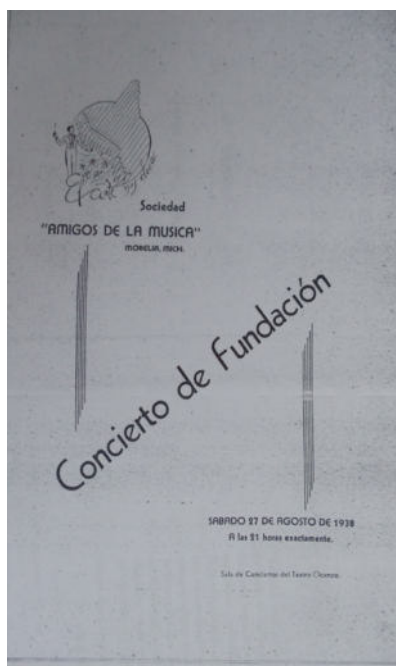 Sociedad
"AMIGOS DE LA MUSICA"
MORELIA, MICH.
Concierto de Fundación
SABADO 27 DE AGOSTO DE 1938
A las 21 horas exactamente.
Sala de Conciertos del Teatro Ocampo.